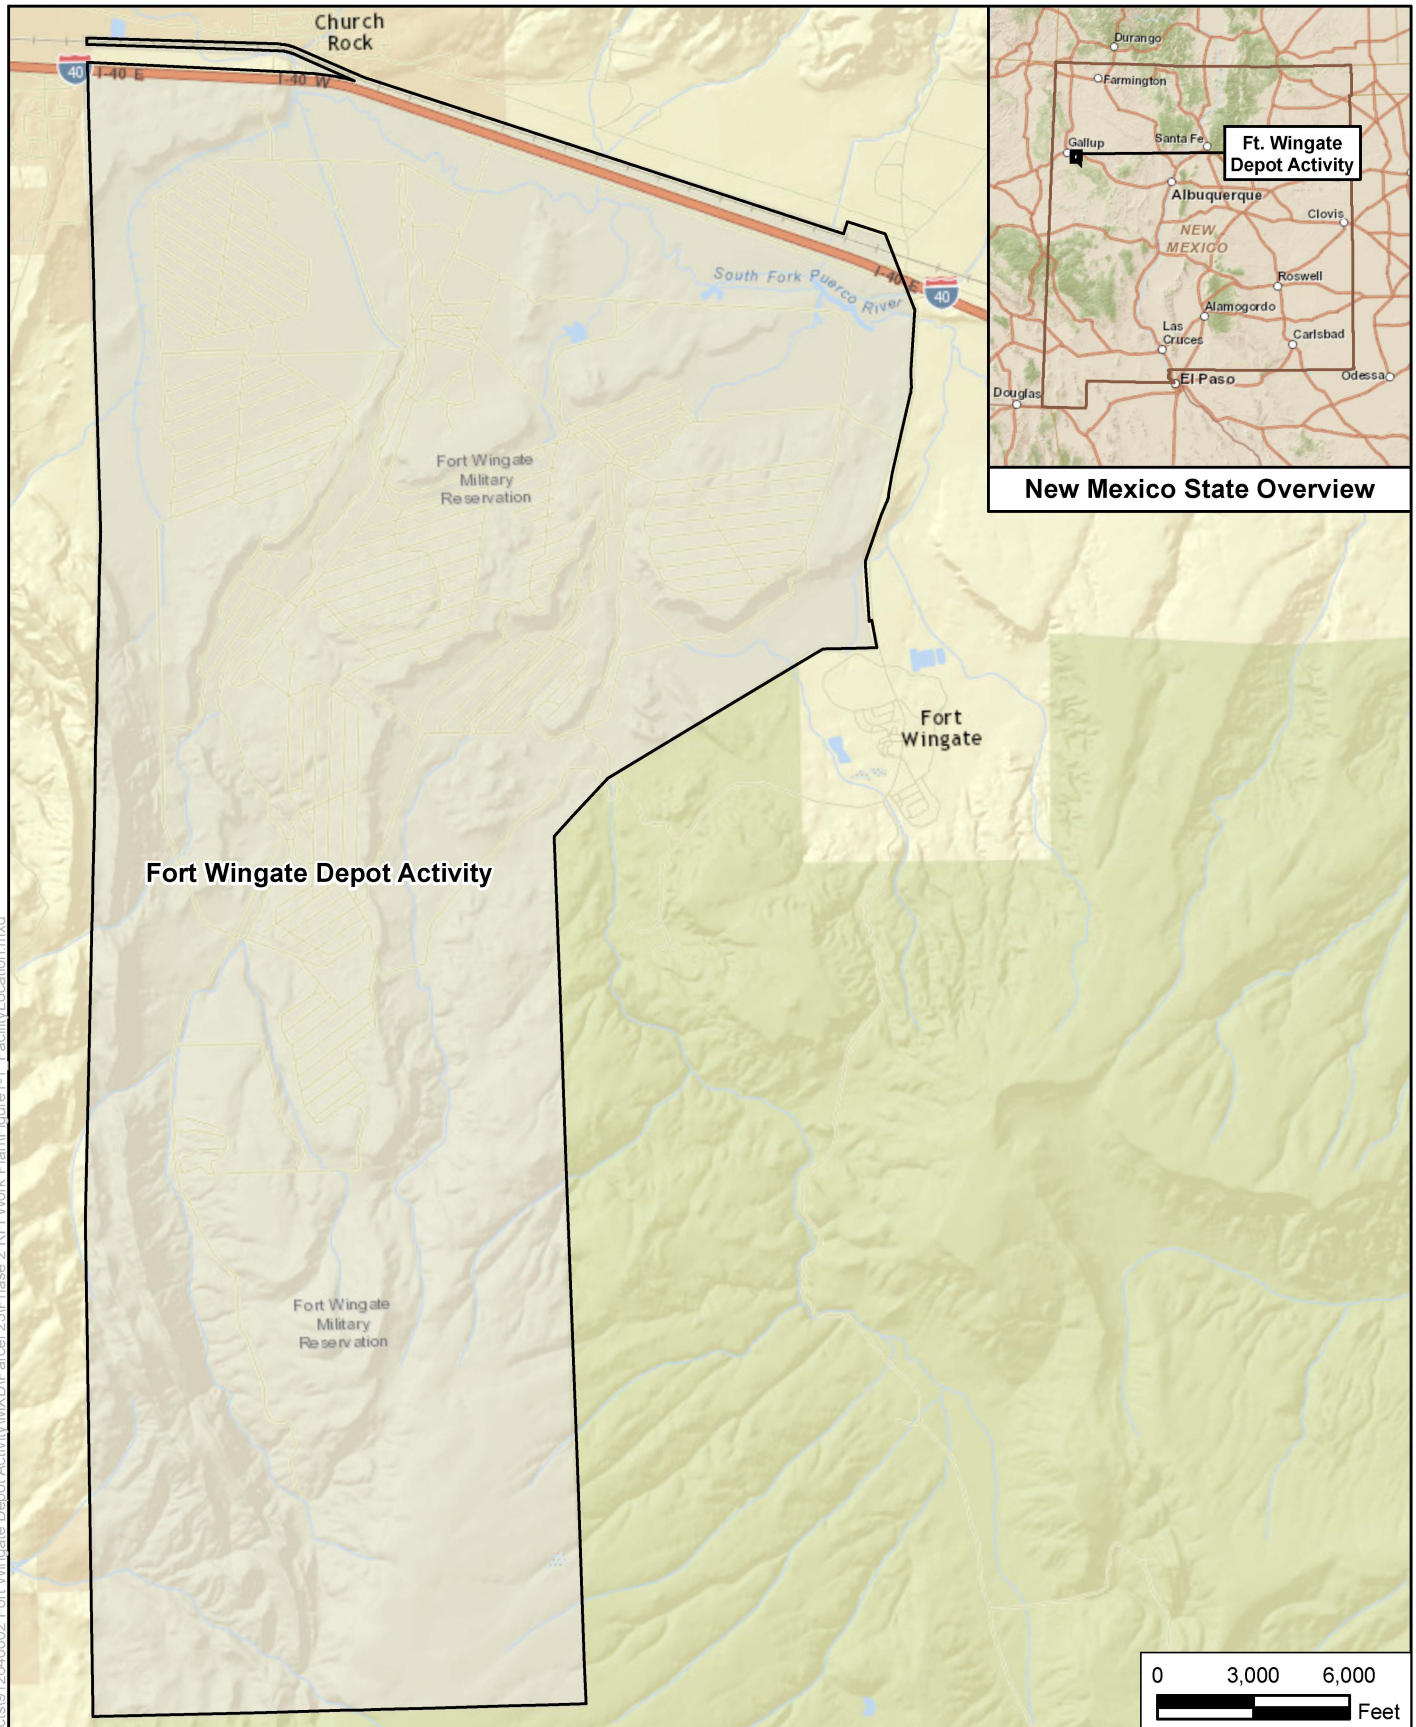 Church
Rock
40
I-40 E
I-40 W
South Fork Puerco River
I-40 E
40
Fort Wingate
Military
Reservation
Fort
Wingate
Fort Wingate Depot Activity
Fort Wingate
Military
Reservation
Durango
Farmington
Gallup
Santa Fe
Ft. Wingate
Depot Activity
Albuquerque
Clovis
NEW
MEXICO
Roswell
Alamogordo
Las
Cruces
Carlsbad
El Paso
Odessa
Douglas
New Mexico State Overview
0 3,000 6,000
Feet